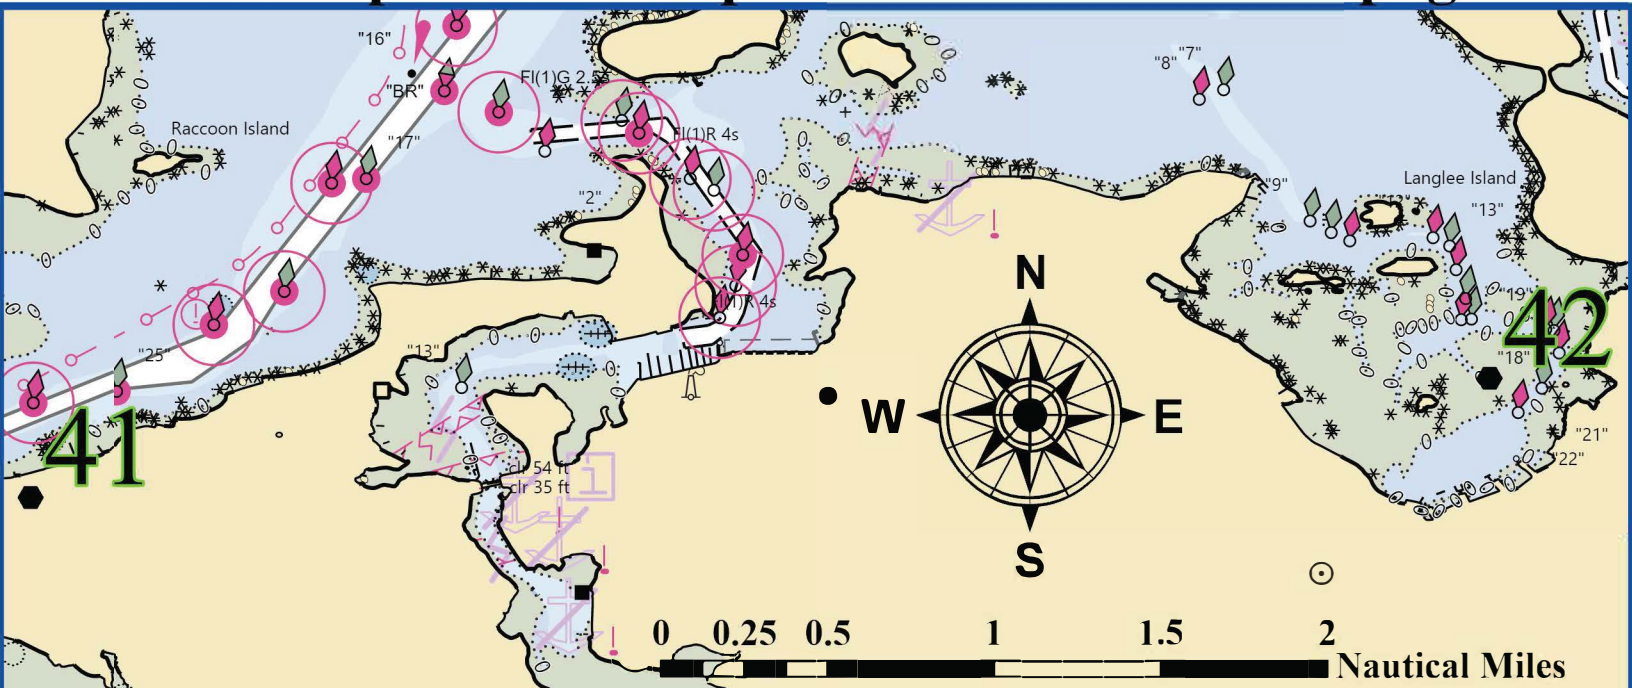 "16"
"BR"
Fl(1)G 2.5s
"7"
"8"
Raccoon Island
"17"
Fl(1)R 4s
"2"
"9"
Langlee Island
"13"
N
"19"
Fl(1)R 4s
42
"25"
"13"
"18"
W
E
41
"21"
"22"
clr 54 ft
clr 35 ft
S
0 0.25 0.5 1 1.5 2
Nautical Miles